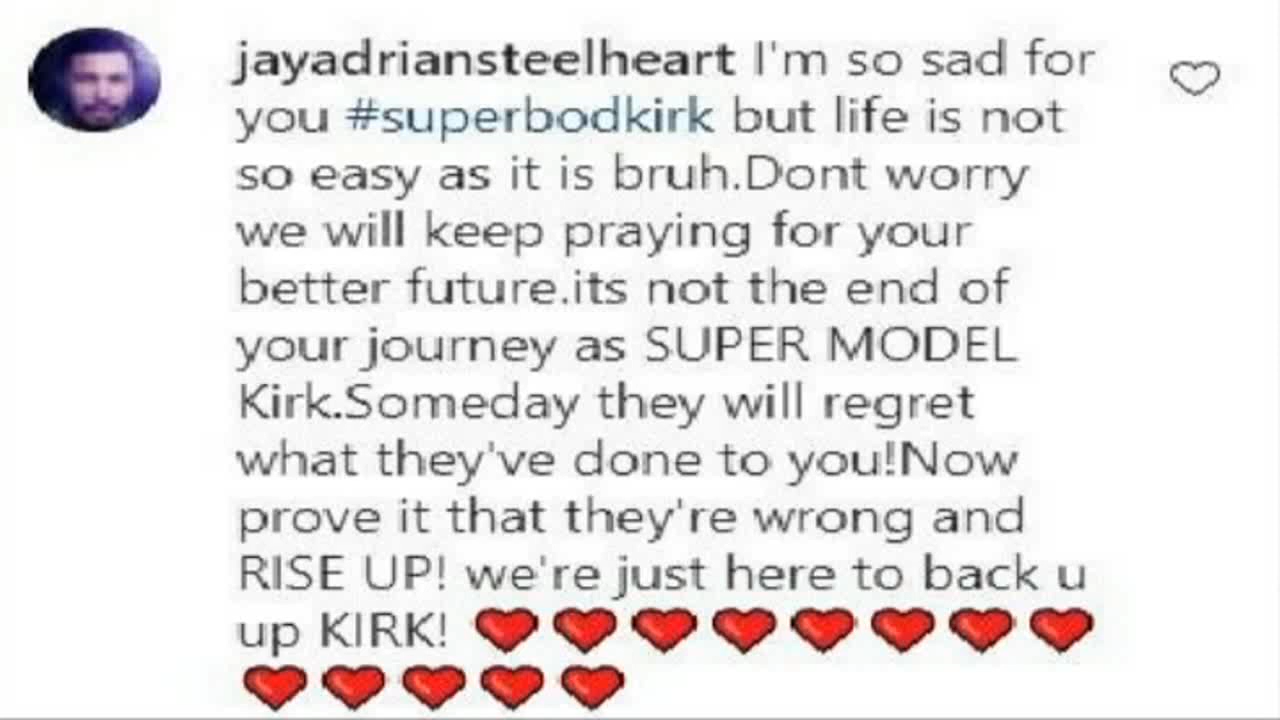 jayadriansteelheart I'm so sad for
you #superbodkirk but life is not
so easy as it is bruh.Dont worry
we will keep praying for your
better future.its not the end of
your journey as SUPER MODEL
Kirk.Someday they will regret
what they've done to you!Now
prove it that they're wrong and
RISE UP! we're just here to back u
up KIRK! ❤️❤️❤️❤️❤️❤️❤️❤️
❤️❤️❤️❤️❤️